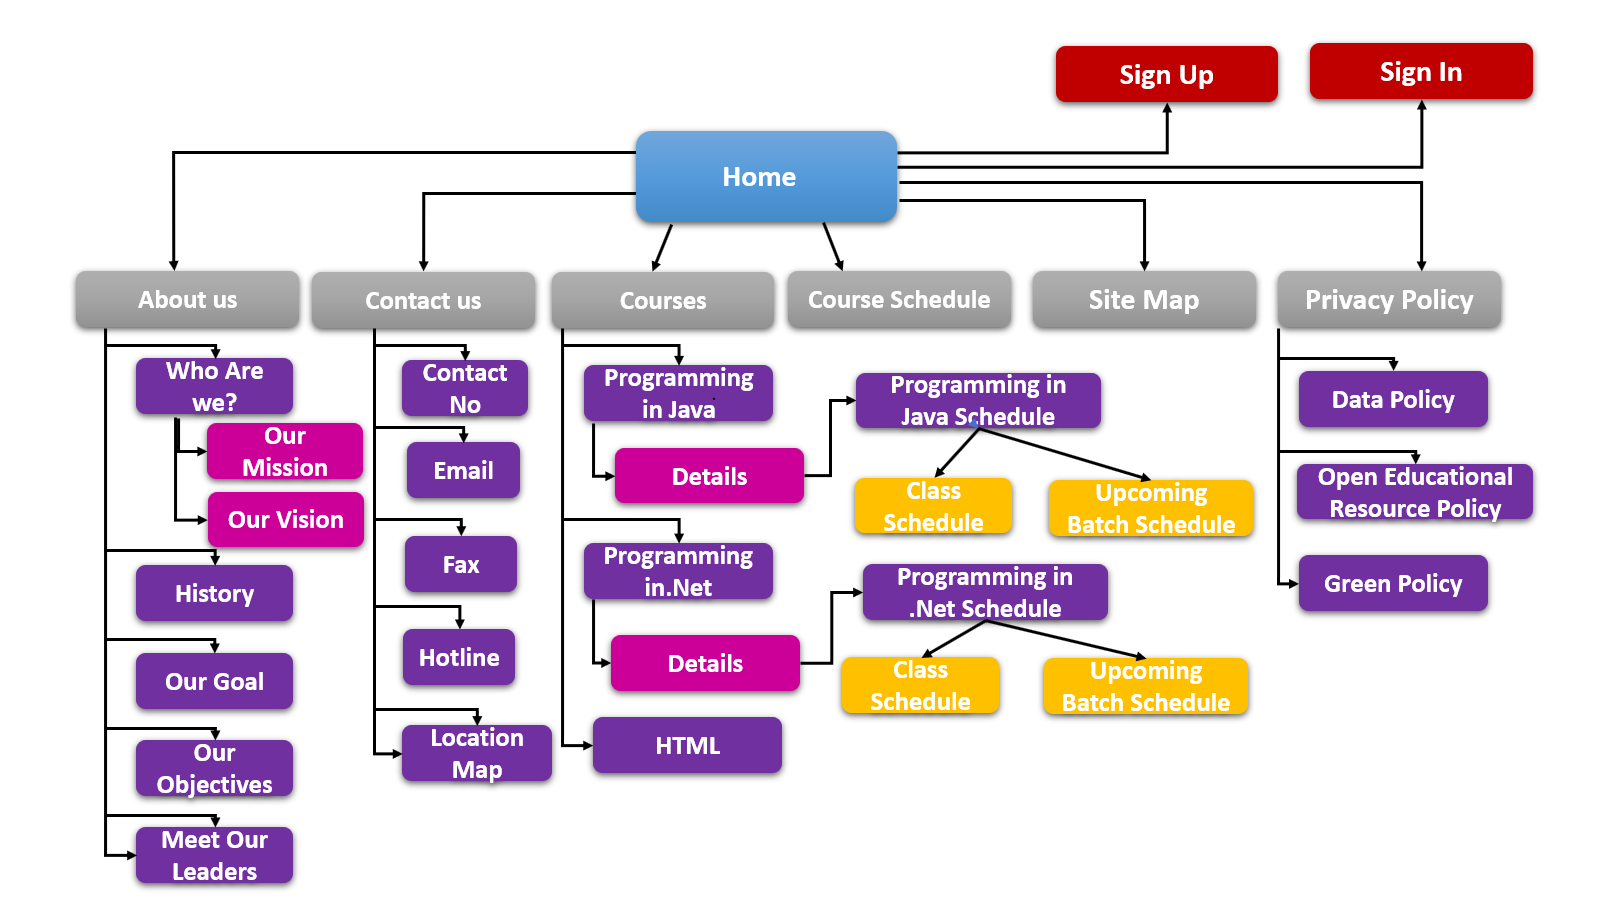 Sign Up
Sign In
Home
About us
Contact us
Courses
Course Schedule
Site Map
Privacy Policy
Who Are
we?
Our
Mission
Our Vision
History
Our Goal
Our
Objectives
Meet Our
Leaders
Contact
No
Email
Fax
Hotline
Location
Map
Programming
in Java
Details
Programming
in.Net
Details
HTML
Programming in
Java Schedule
Class
Schedule
Upcoming
Batch Schedule
Programming in
.Net Schedule
Class
Schedule
Upcoming
Batch Schedule
Data Policy
Open Educational
Resource Policy
Green Policy